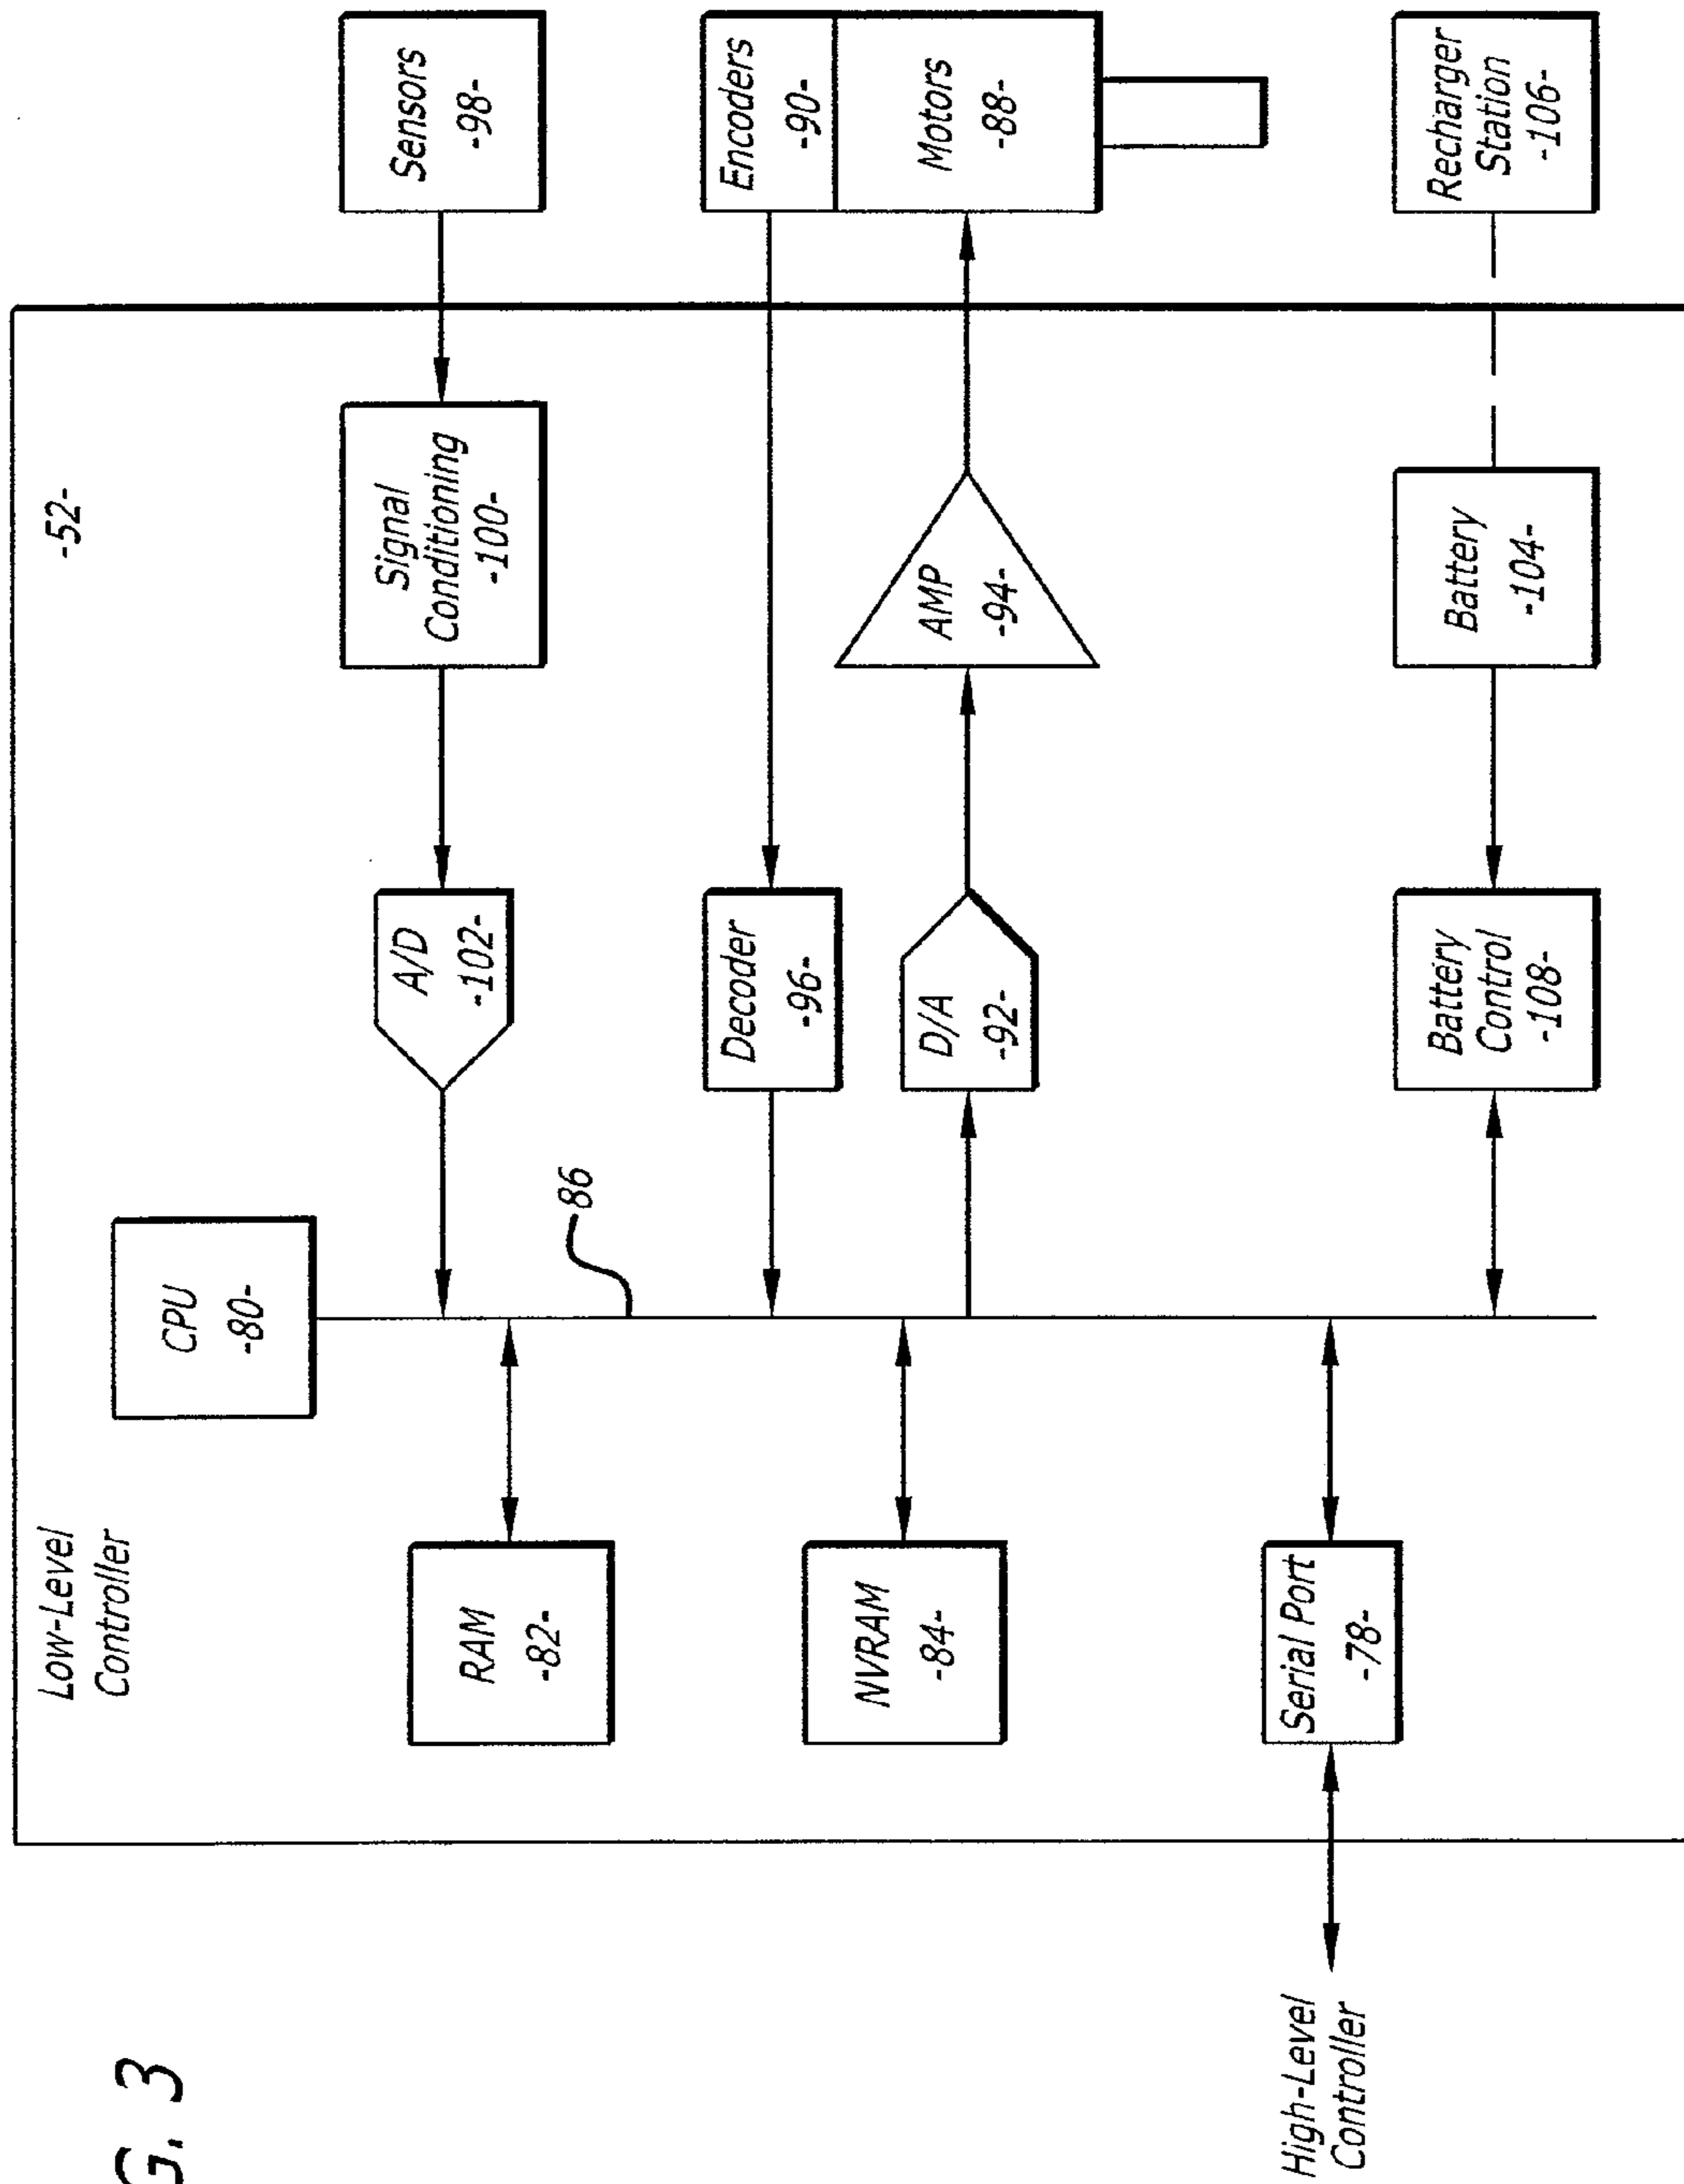 G. 3
Low-Level
Controller
-52-
CPU
-80-
RAM
-82-
86
A/D
-102-
Signal
Conditioning
-100-
Sensors
-98-
NVRAM
-84-
Decoder
-96-
D/A
-92-
AMP
-94-
Encoders
-90-
Motors
-88-
High-Level
Controller
Serial Port
-78-
Battery
Control
-108-
Battery
-104-
Recharger
Station
-106-